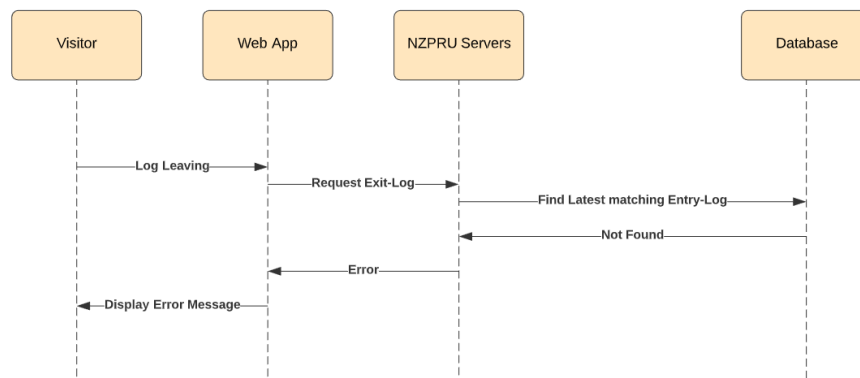 Visitor
Web App
NZPRU Servers
Database
Log Leaving
Request Exit-Log
Find Latest matching Entry-Log
Not Found
Error
Display Error Message